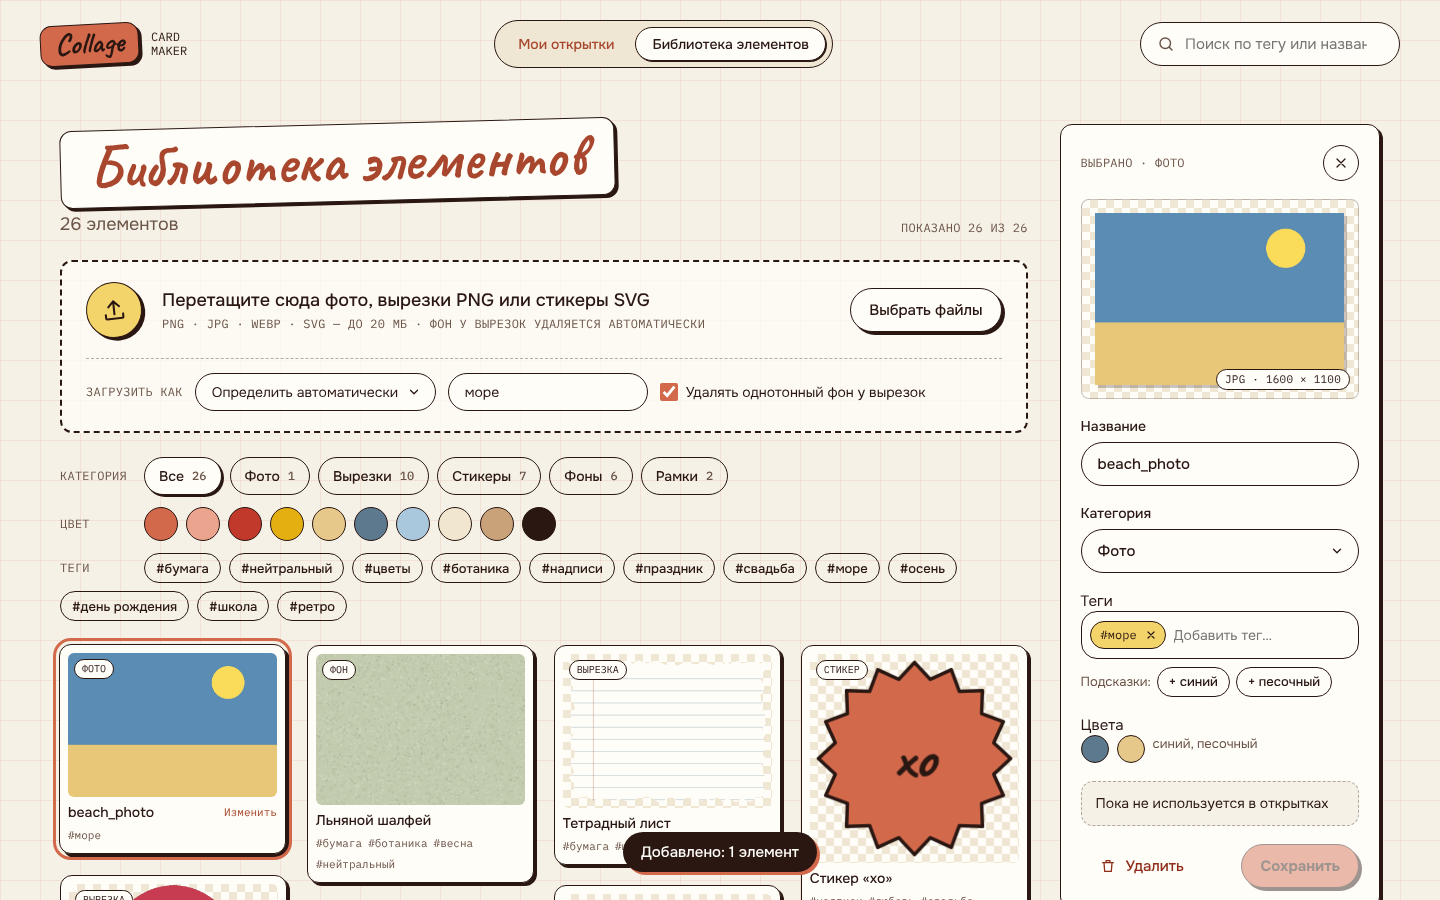 Collage
CARD
MAKER
Мои открытки
Библиотека элементов
Поиск по тегу или назван
Библиотека элементов
26 элементов
ПОКАЗАНО 26 ИЗ 26
Перетащите сюда фото, вырезки PNG или стикеры SVG
PNG · JPG · WEBP · SVG — ДО 20 МБ · ФОН У ВЫРЕЗОК УДАЛЯЕТСЯ АВТОМАТИЧЕСКИ
Выбрать файлы
ЗАГРУЗИТЬ КАК
Определить автоматически
море
Удалять однотонный фон у вырезок
КАТЕГОРИЯ
Все 26
Фото 1
Вырезки 10
Стикеры 7
Фоны 6
Рамки 2
ЦВЕТ
ТЕГИ
#бумага
#нейтральный
#цветы
#ботаника
#надписи
#праздник
#свадьба
#море
#осень
#день рождения
#школа
#ретро
ФОТО
beach_photo
Изменить
#море
ФОН
Льняной шалфей
#бумага #ботаника #весна
#нейтральный
ВЫРЕЗКА
Тетрадный лист
#бумага
СТИКЕР
xo
Стикер «xo»
ВЫРЕЗКА
Добавлено: 1 элемент
ВЫБРАНО · ФОТО
JPG · 1600 × 1100
Название
beach_photo
Категория
Фото
Теги
#море
Добавить тег…
Подсказки:
+ синий
+ песочный
Цвета
синий, песочный
Пока не используется в открытках
Удалить
Сохранить